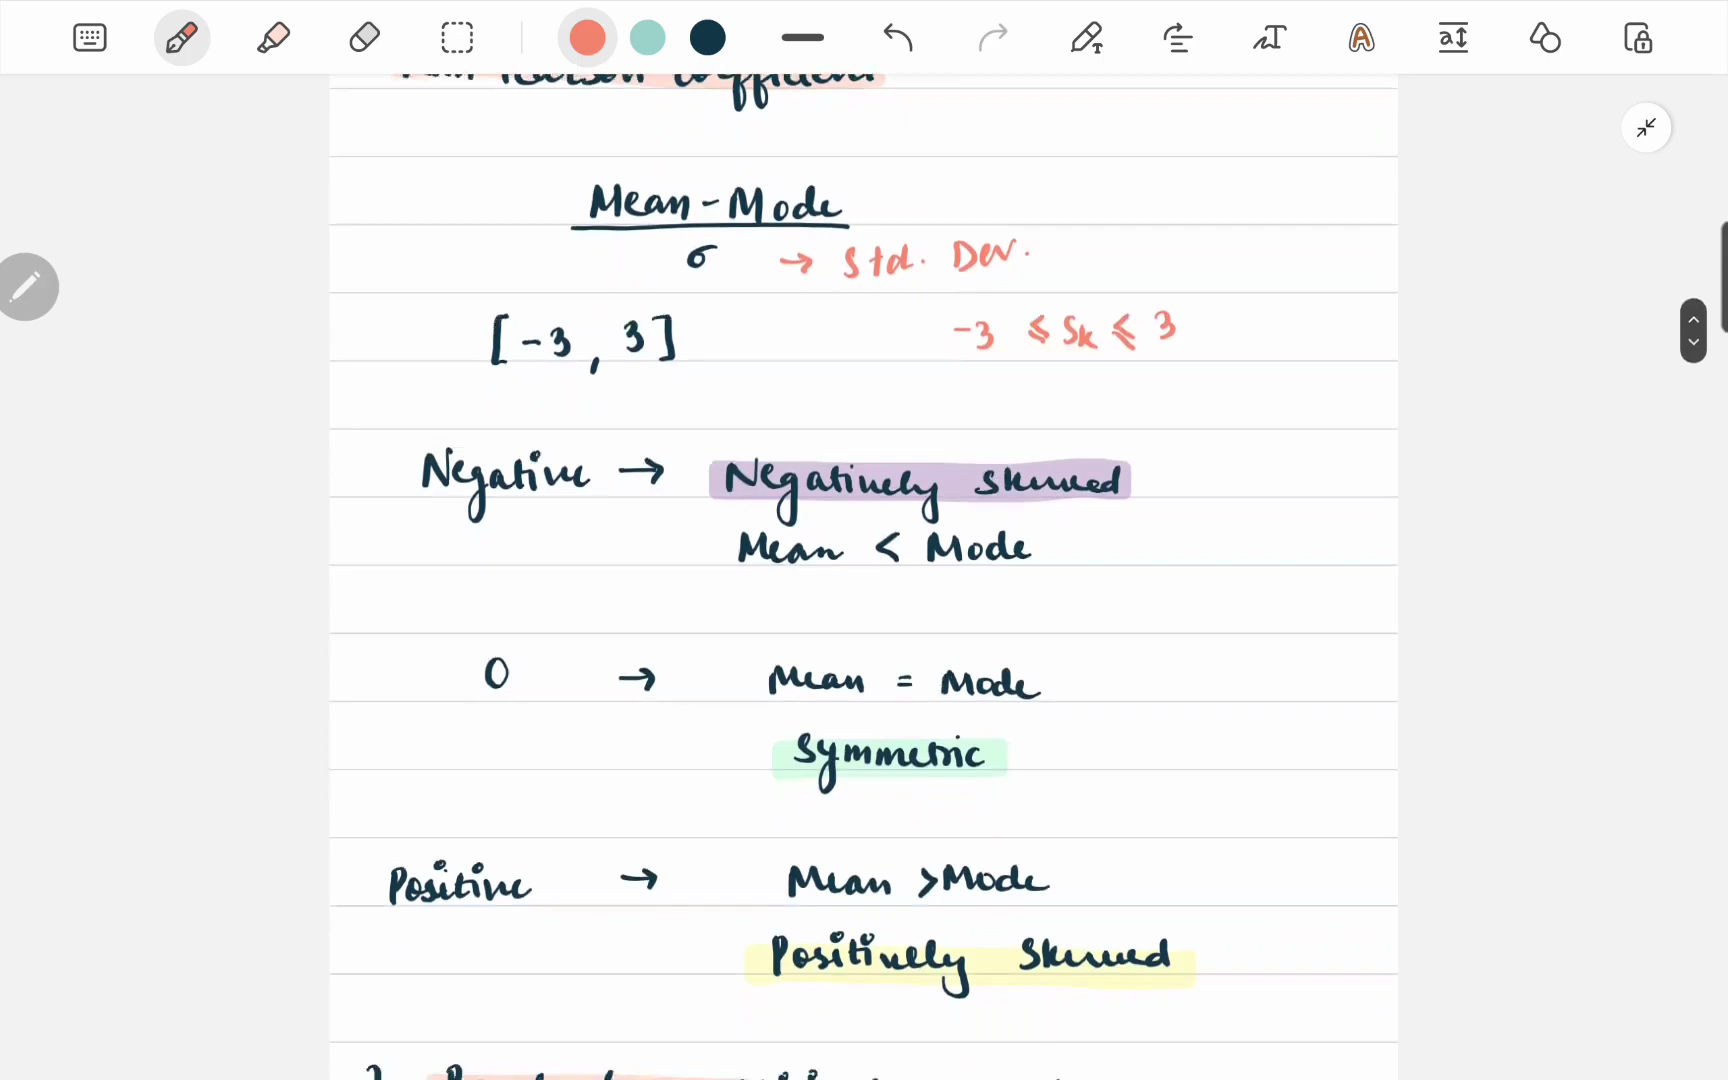 coefficient
Mean - Mode
σ → Std. Dev.
[-3, 3] -3 ⩽ Sk ⩽ 3
Negative → Negatively skewed
Mean < Mode
0 → Mean = Mode
Symmetric
Positive → Mean > Mode
Positively Skewed